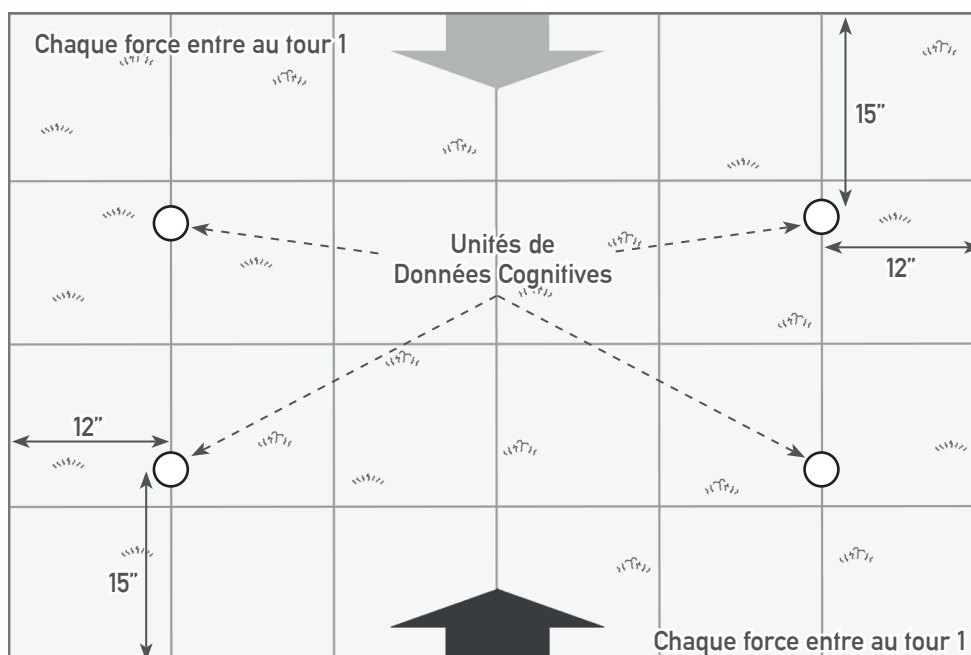 Chaque force entre au tour 1
15”
Unités de
Données Cognitives
12”
12”
15”
Chaque force entre au tour 1